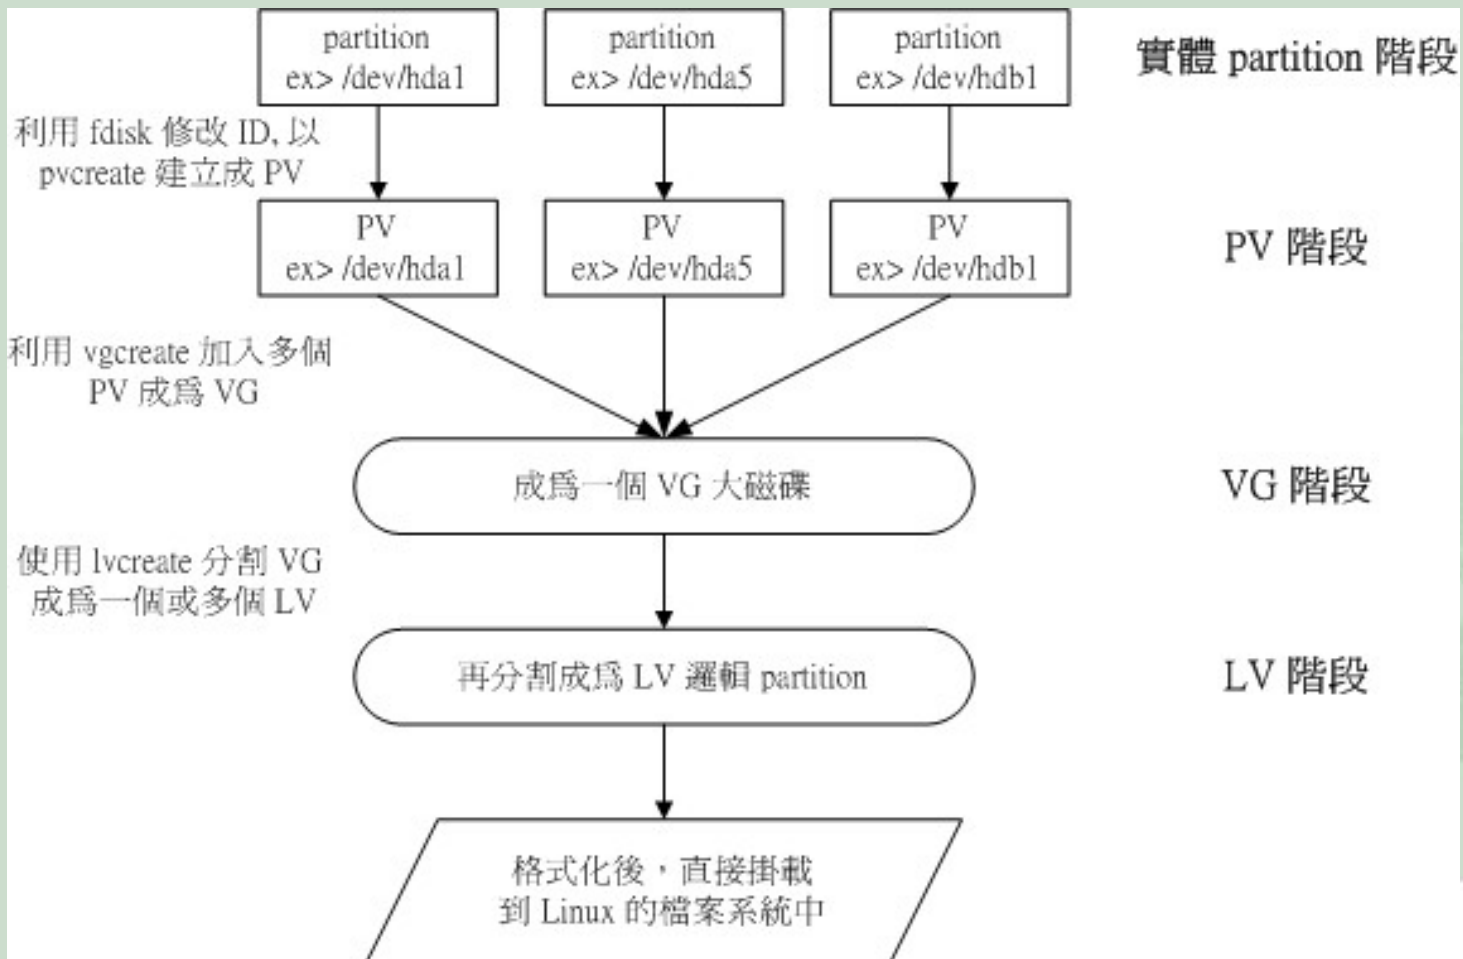 partition
ex> /dev/hda1
partition
ex> /dev/hda5
partition
ex> /dev/hdb1
實體 partition 階段
利用 fdisk 修改 ID, 以
pvcreate 建立成 PV
PV
ex> /dev/hda1
PV
ex> /dev/hda5
PV
ex> /dev/hdb1
PV 階段
利用 vgcreate 加入多個
PV 成爲 VG
成爲一個 VG 大磁碟
VG 階段
使用 lvcreate 分割 VG
成爲一個或多個 LV
再分割成爲 LV 邏輯 partition
LV 階段
格式化後，直接掛載
到 Linux 的檔案系統中